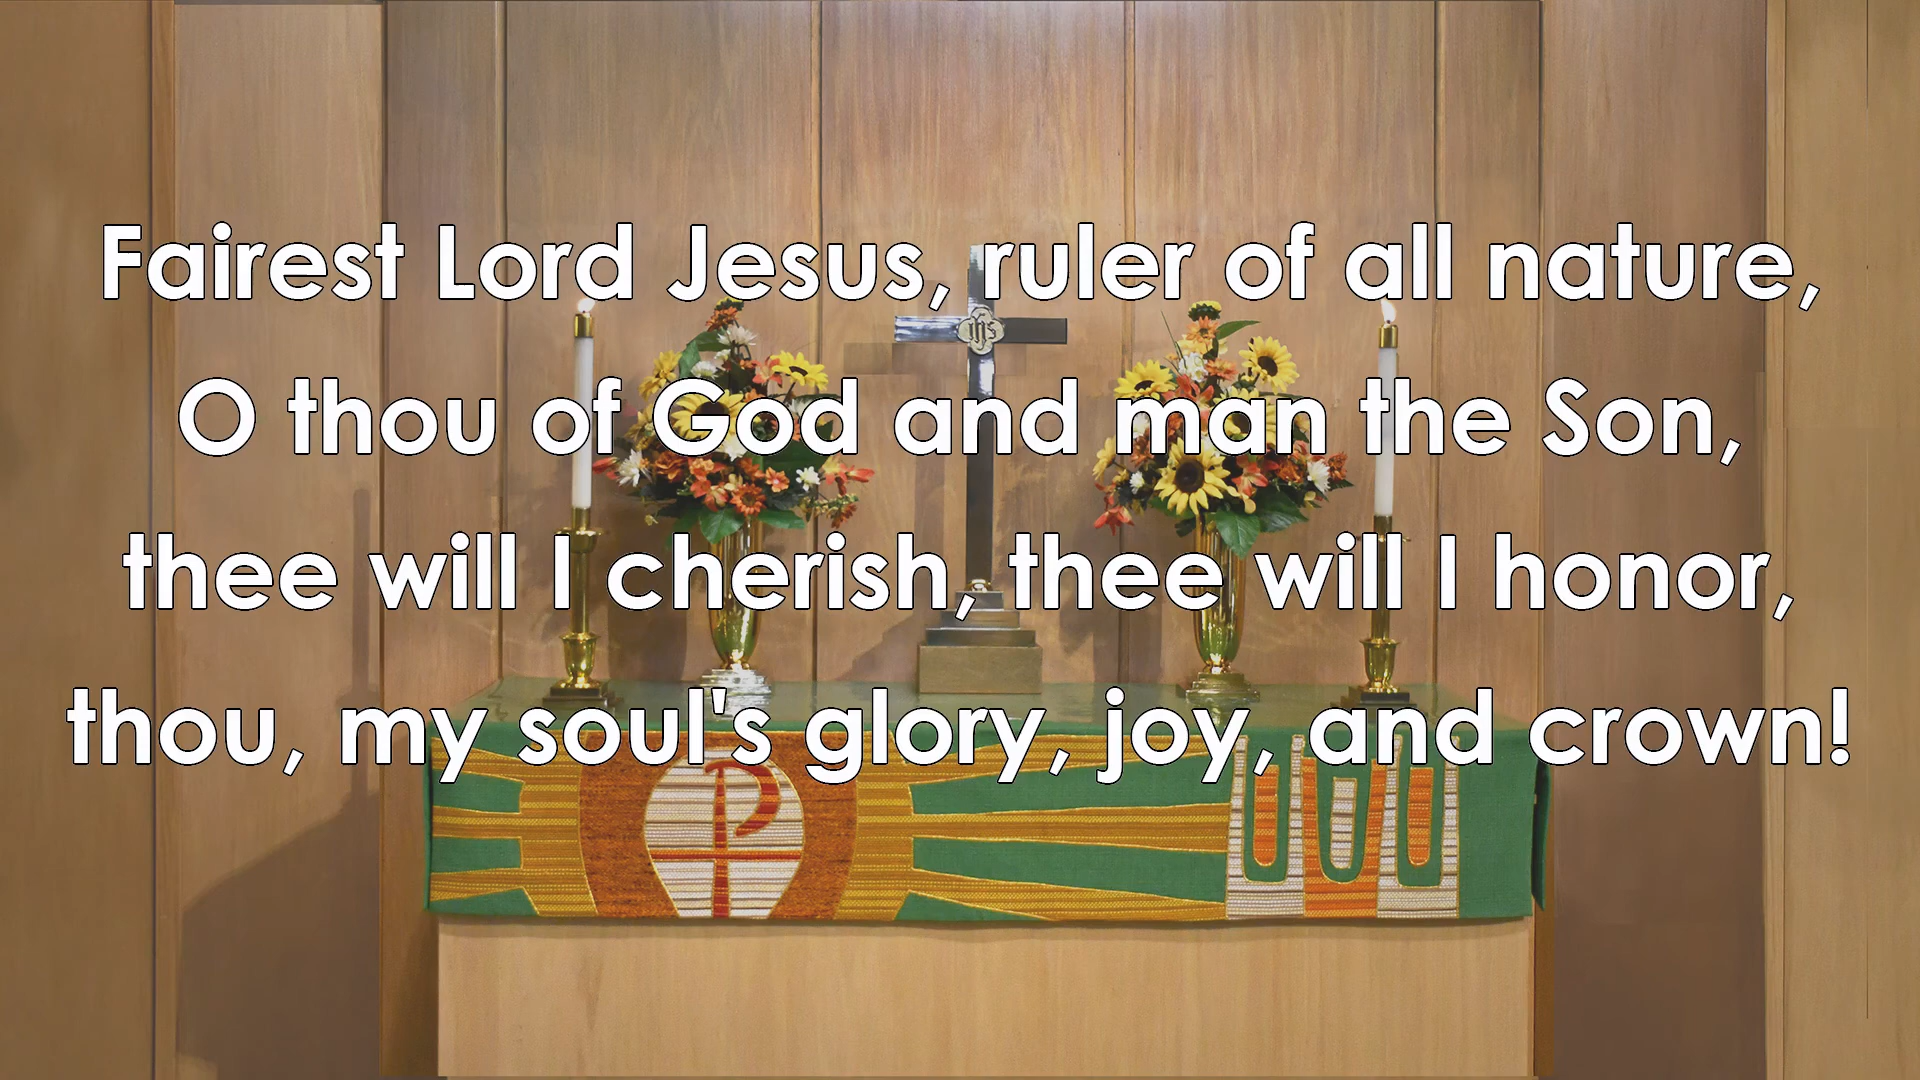 Fairest Lord Jesus, ruler of all nature,
O thou of God and man the Son,
thee will I cherish, thee will I honor,
thou, my soul's glory, joy, and crown!
IHS